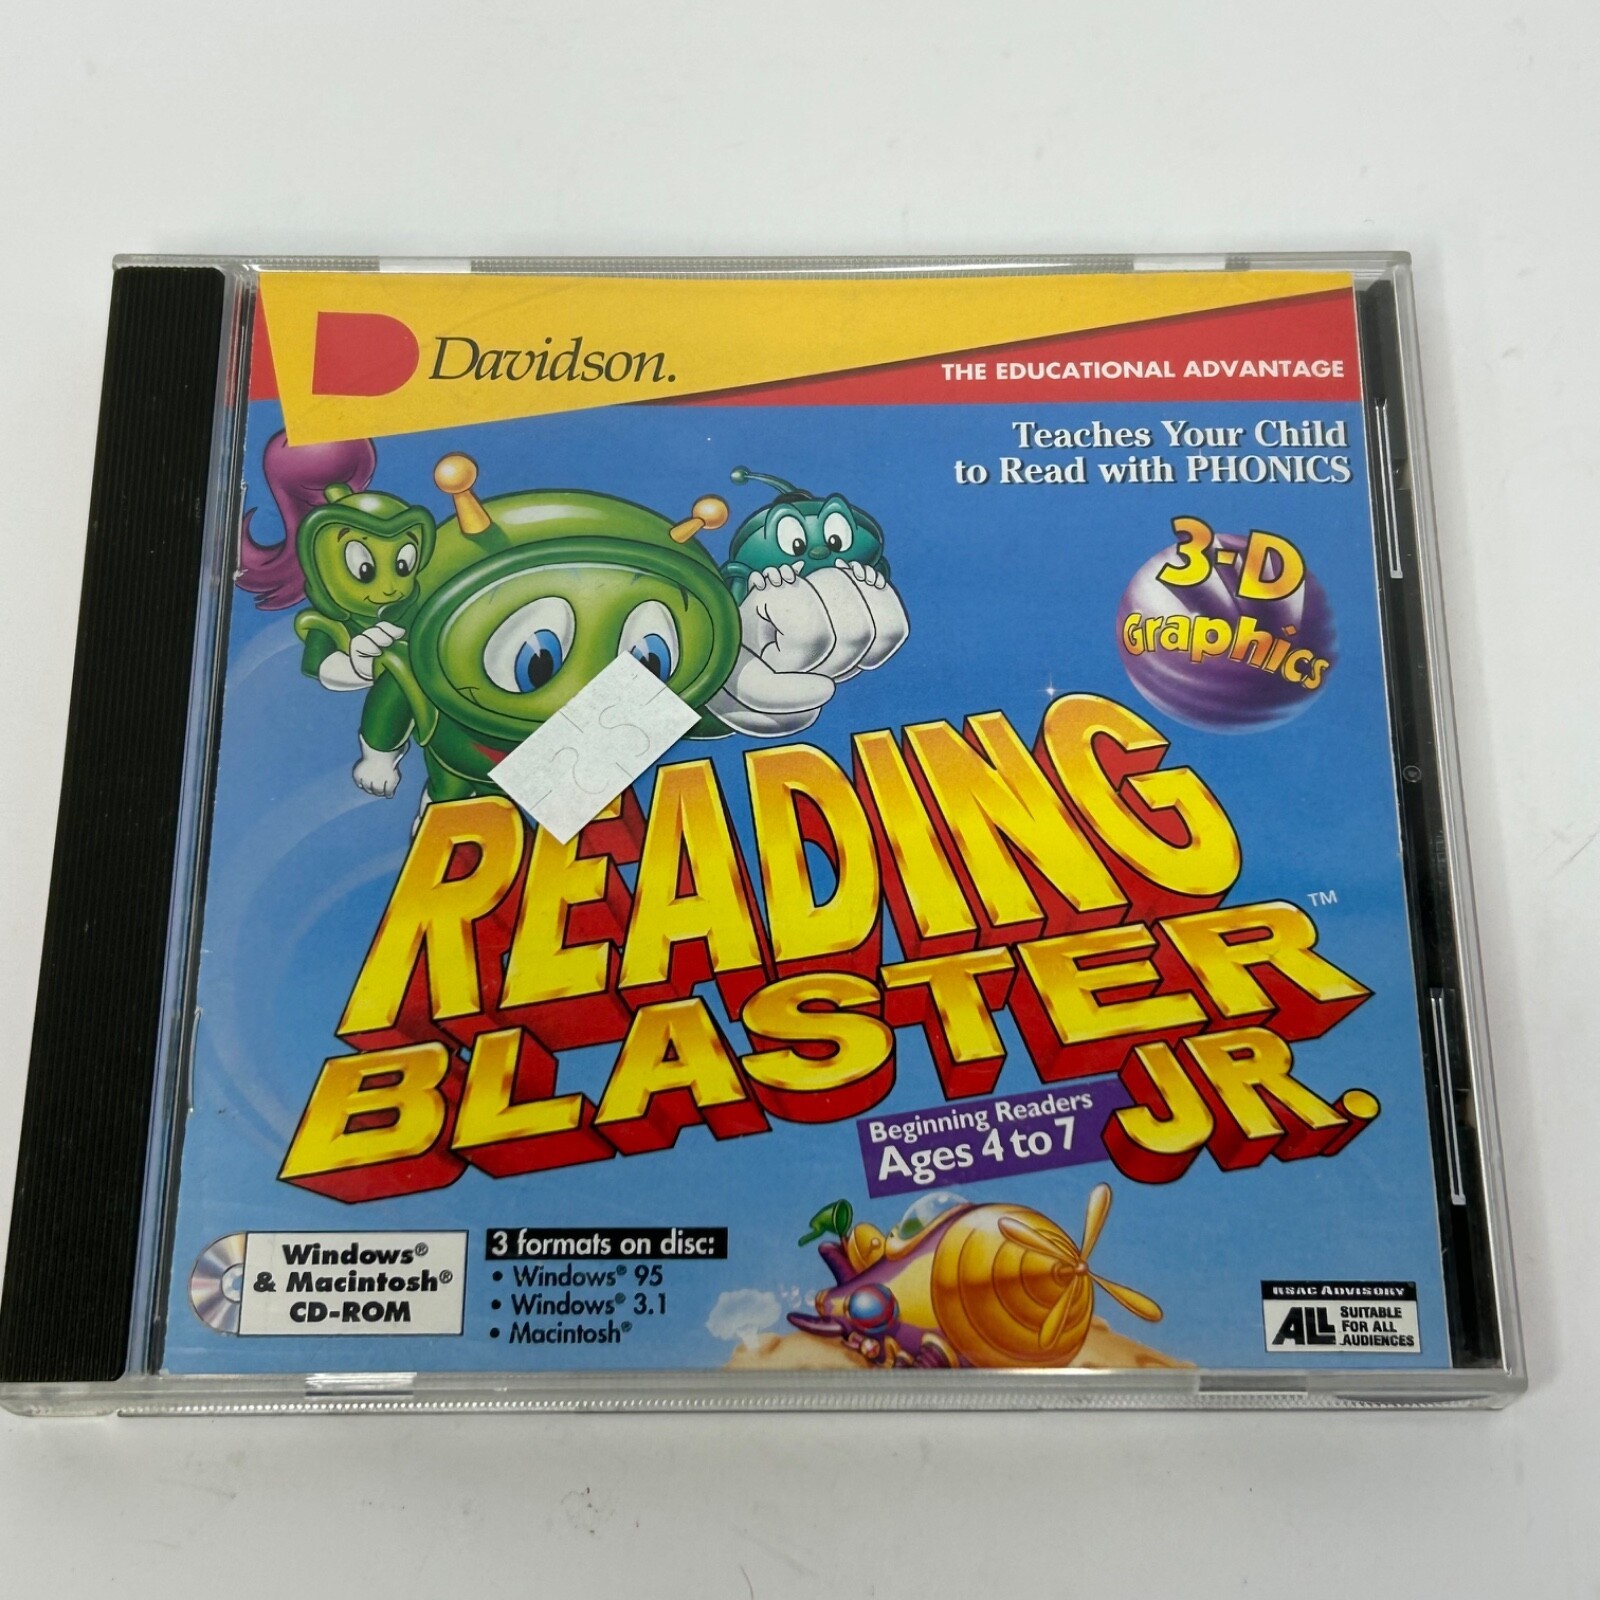 Davidson.
THE EDUCATIONAL ADVANTAGE
Teaches Your Child
to Read with PHONICS
3-D
Graphics
READING
BLASTER™
JR.
Beginning Readers
Ages 4 to 7
Windows®
& Macintosh®
CD-ROM
3 formats on disc:
• Windows® 95
• Windows® 3.1
• Macintosh®
RSAC ADVISORY
ALL
SUITABLE
FOR ALL
AUDIENCES